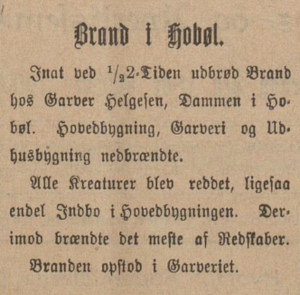 Brand i Hobøl.
Inat ved 1/22-Tiden udbrød Brand
hos Garver Helgesen, Dammen i Ho-
bøl. Hovedbygning, Garveri og Ud-
husbygning nedbrændte.
Alle Kreaturer blev reddet, ligesaa
endel Indbo i Hovedbygningen. Der-
imod brændte det meste af Redskaber.
Branden opstod i Garveriet.